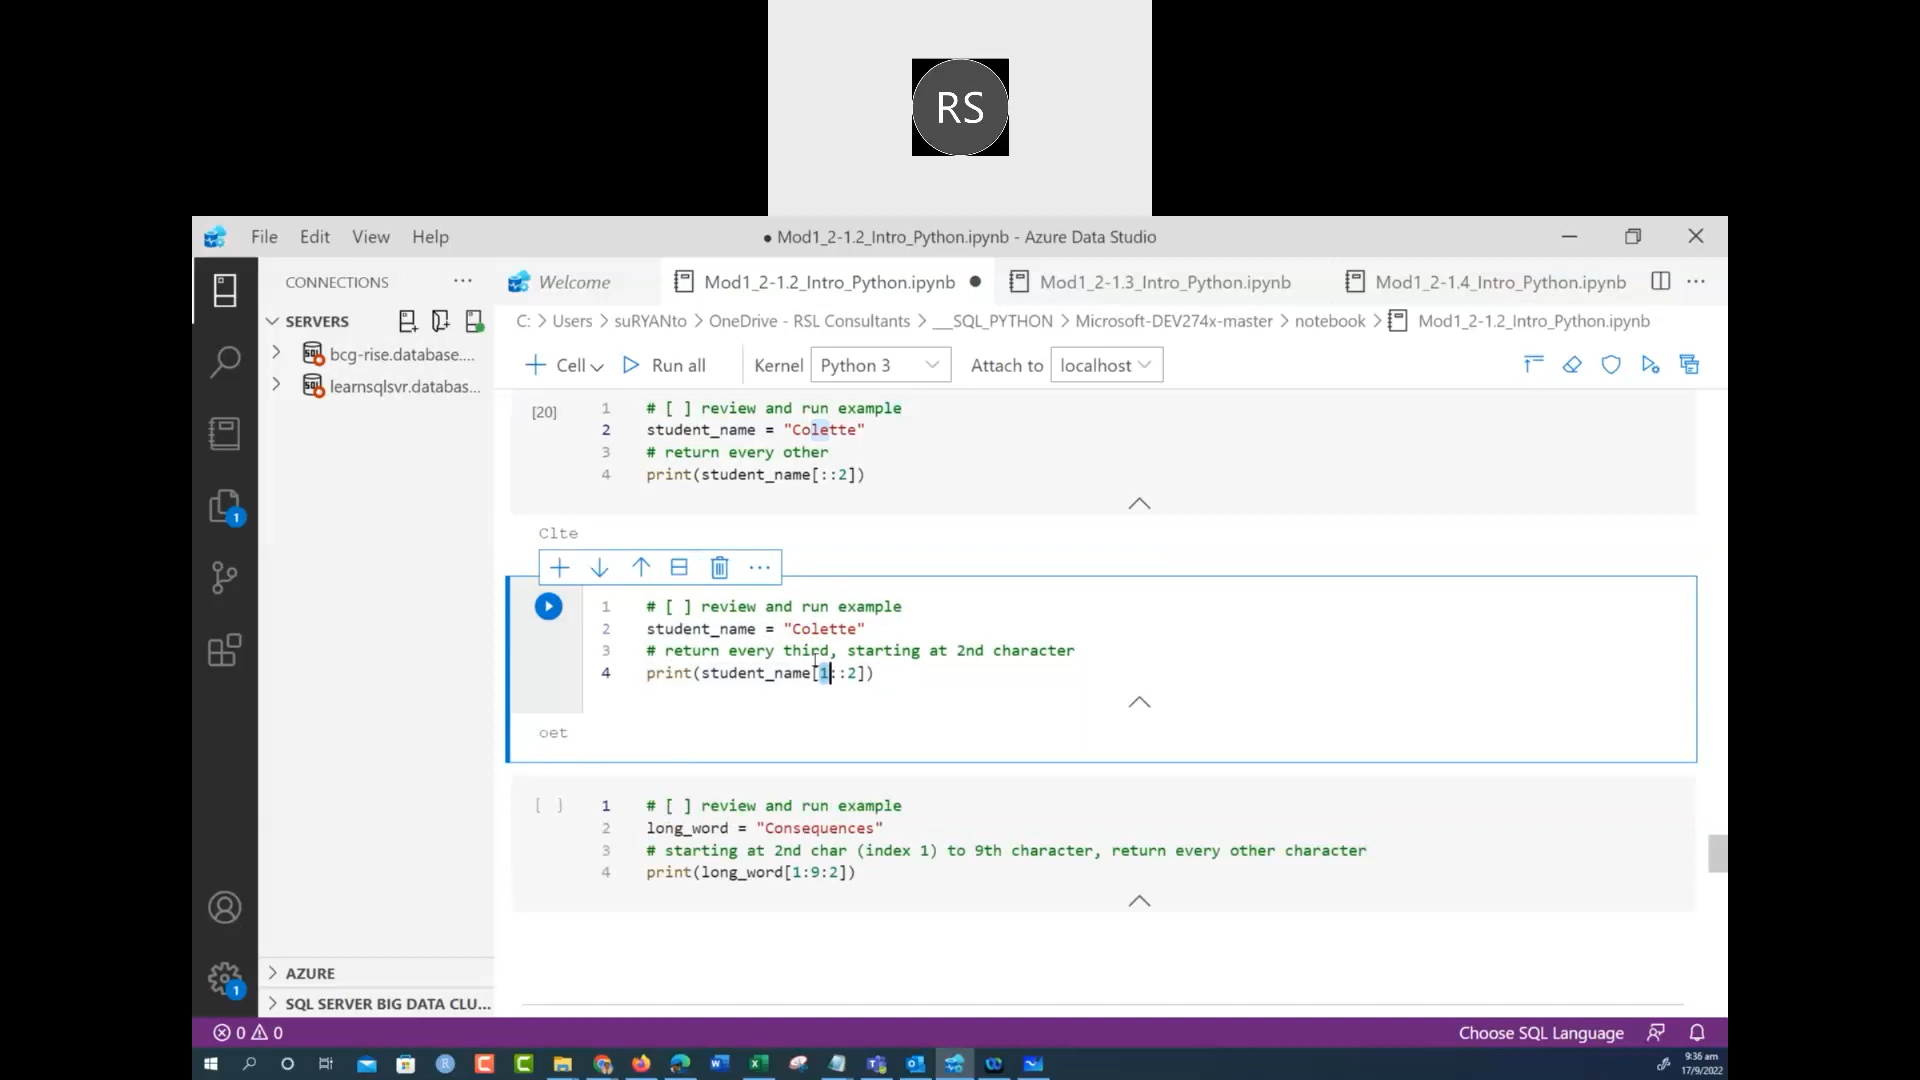 RS
File Edit View Help
● Mod1_2-1.2_Intro_Python.ipynb - Azure Data Studio
CONNECTIONS
Welcome
Mod1_2-1.2_Intro_Python.ipynb
Mod1_2-1.3_Intro_Python.ipynb
Mod1_2-1.4_Intro_Python.ipynb
SERVERS
bcg-rise.database....
learnsqlsvr.databas...
C: > Users > suRYANto > OneDrive - RSL Consultants > __SQL_PYTHON > Microsoft-DEV274x-master > notebook > Mod1_2-1.2_Intro_Python.ipynb
Cell Run all Kernel Python 3 Attach to localhost
[20]
1 # [ ] review and run example
2 student_name = "Colette"
3 # return every other
4 print(student_name[::2])
Clte
1 # [ ] review and run example
2 student_name = "Colette"
3 # return every third, starting at 2nd character
4 print(student_name[1::2])
oet
[ ]
1 # [ ] review and run example
2 long_word = "Consequences"
3 # starting at 2nd char (index 1) to 9th character, return every other character
4 print(long_word[1:9:2])
1
1
AZURE
SQL SERVER BIG DATA CLU...
0 0
Choose SQL Language
9:36 am
17/9/2022